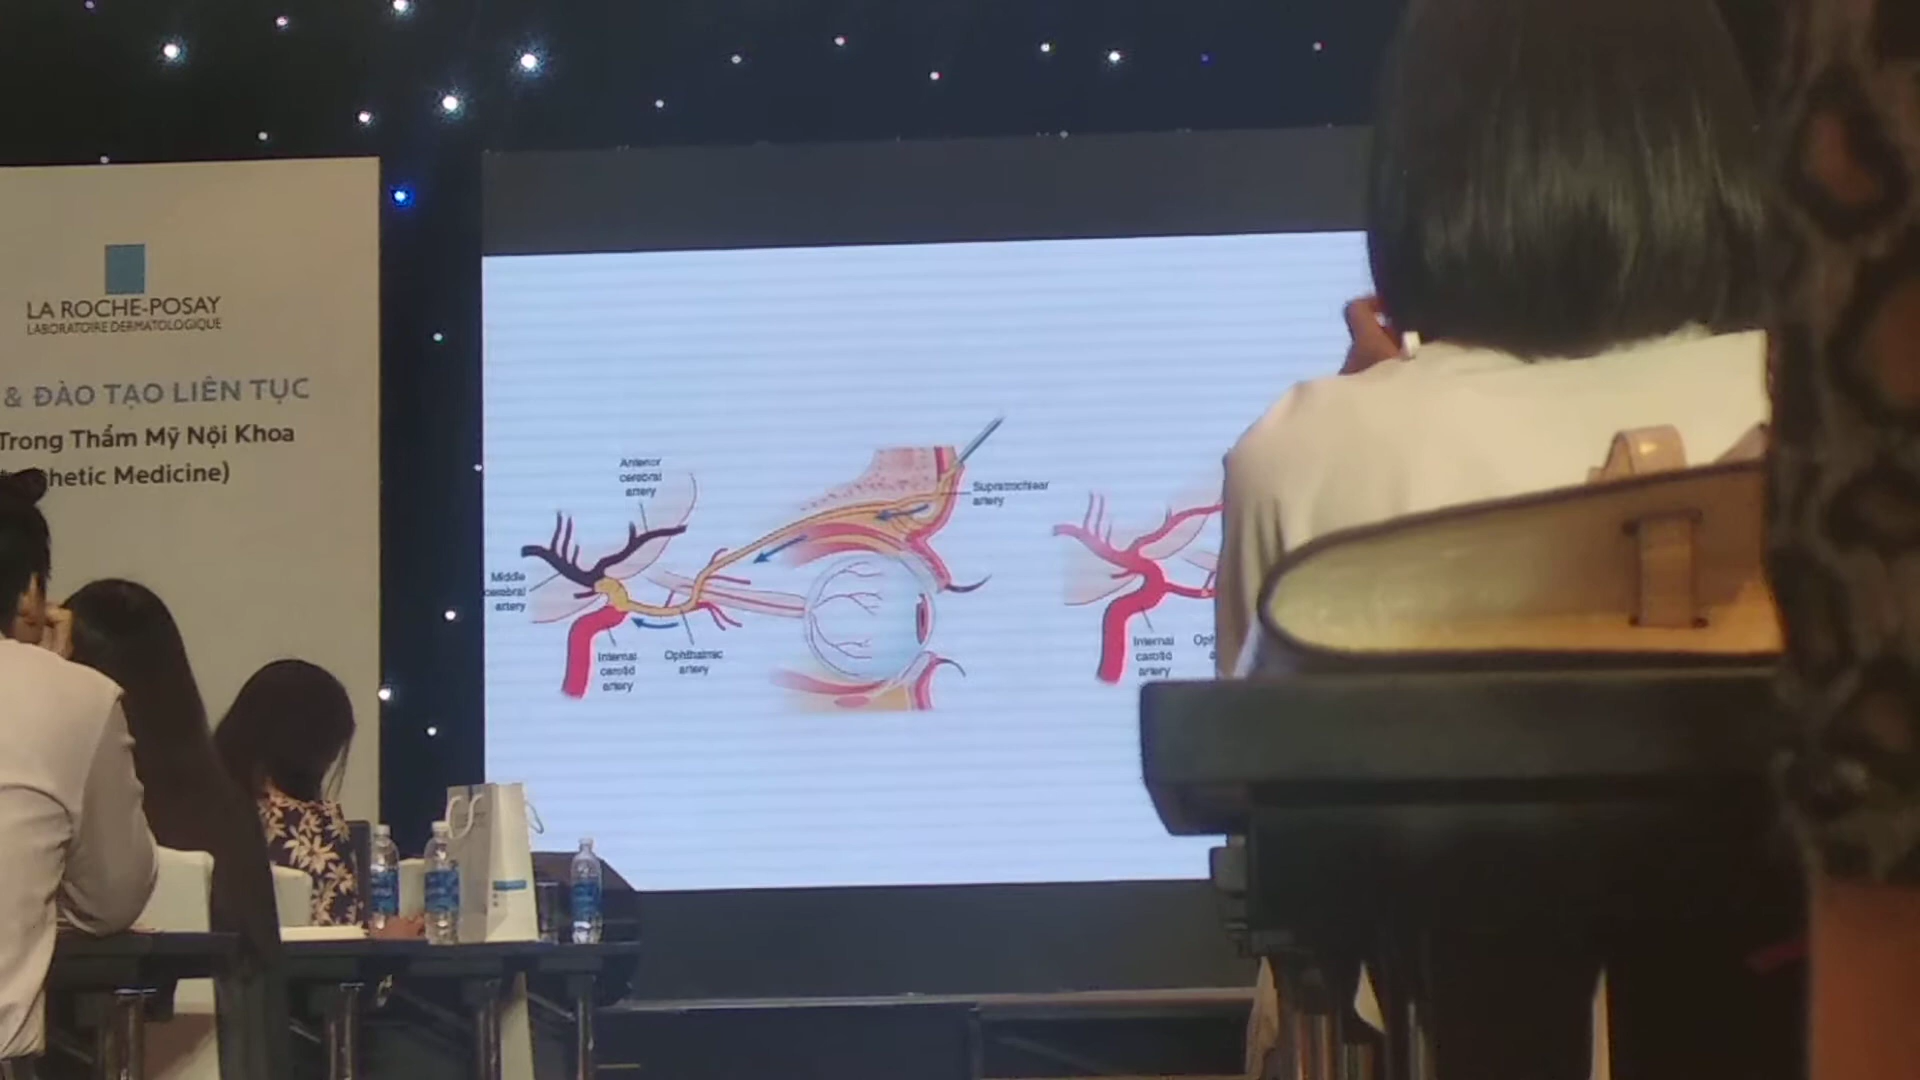 LA ROCHE-POSAY
LABORATOIRE DERMATOLOGIQUE
& ĐÀO TẠO LIÊN TỤC
Trong Thẩm Mỹ Nội Khoa
Medicine)
Anterior
cerebral
artery
Supratrochlear
artery
Middle
cerebral
artery
Internal
carotid
artery
Ophthalmic
artery
Internal
carotid
artery